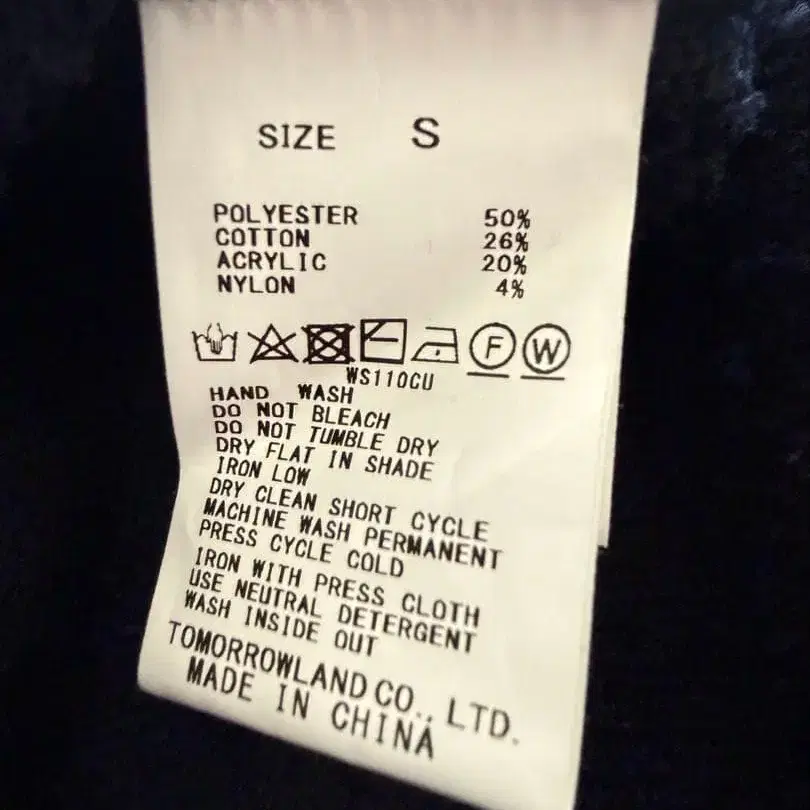 SIZE S
POLYESTER 50%
COTTON 26%
ACRYLIC 20%
NYLON 4%
F W
WS110CU
HAND WASH
DO NOT BLEACH
DO NOT TUMBLE DRY
DRY FLAT IN SHADE
IRON LOW
DRY CLEAN SHORT CYCLE
MACHINE WASH PERMANENT
PRESS CYCLE COLD
IRON WITH PRESS CLOTH
USE NEUTRAL DETERGENT
WASH INSIDE OUT
TOMORROWLAND CO., LTD.
MADE IN CHINA